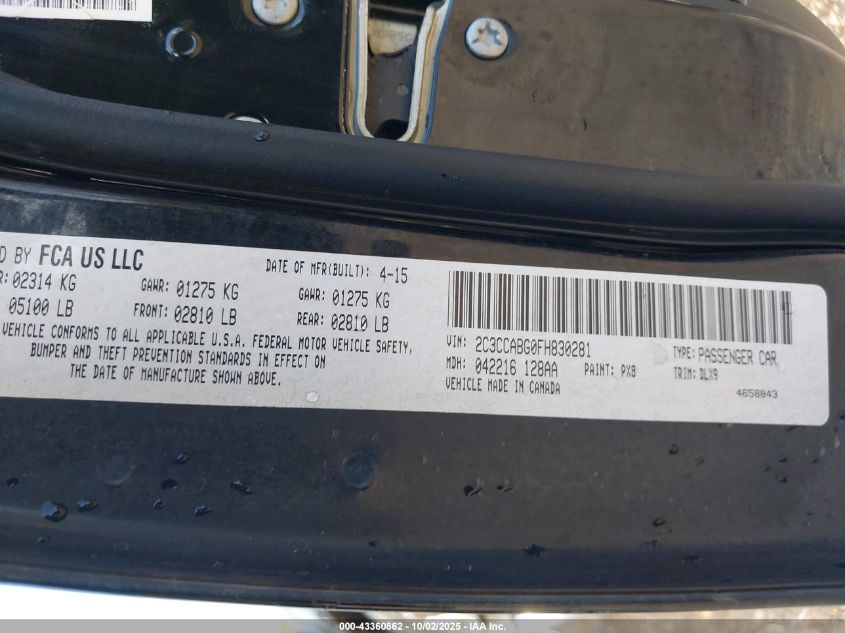 D BY FCA US LLC
DATE OF MFR(BUILT): 4-15
R: 02314 KG
GAWR: 01275 KG
GAWR: 01275 KG
05100 LB
FRONT: 02810 LB
REAR: 02810 LB
VEHICLE CONFORMS TO ALL APPLICABLE U.S.A. FEDERAL MOTOR VEHICLE SAFETY,
BUMPER AND THEFT PREVENTION STANDARDS IN EFFECT ON
THE DATE OF MANUFACTURE SHOWN ABOVE.
VIN: 2C3CCABG0FH830281
TYPE: PASSENGER CAR
MDH: 042216 128AA
PAINT: PX8
TRIM: DLX9
VEHICLE MADE IN CANADA
4658843
000-43360862 - 10/02/2025 - IAA Inc.